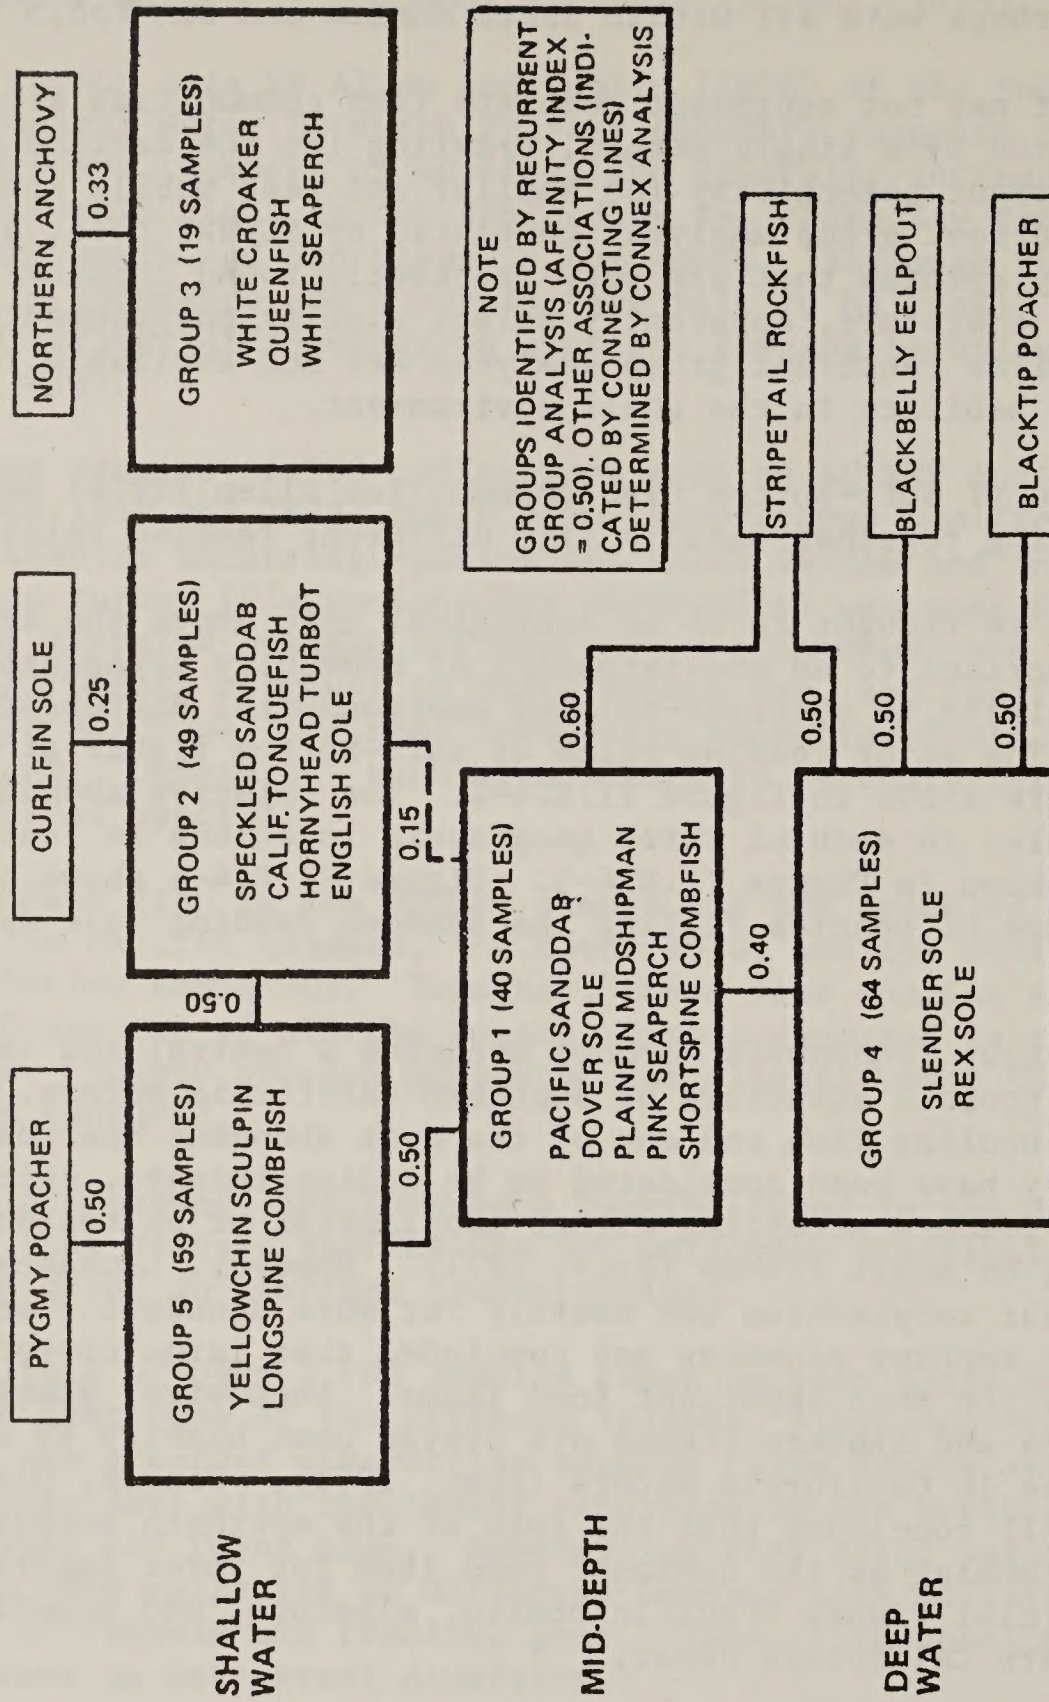 PYGMY POACHER
CURLFIN SOLE
NORTHERN ANCHOVY
0.50
0.25
0.33
SHALLOW
WATER
GROUP 5 (59 SAMPLES)
YELLOWCHIN SCULPIN
LONGSPINE COMBFISH
0.50
GROUP 2 (49 SAMPLES)
SPECKLED SANDDAB
CALIF. TONGUEFISH
HORNYHEAD TURBOT
ENGLISH SOLE
GROUP 3 (19 SAMPLES)
WHITE CROAKER
QUEENFISH
WHITE SEAPERCH
0.50
0.15
MID-DEPTH
GROUP 1 (40 SAMPLES)
PACIFIC SANDDAB
DOVER SOLE
PLAINFIN MIDSHIPMAN
PINK SEAPERCH
SHORTSPINE COMBFISH
0.60
NOTE
GROUPS IDENTIFIED BY RECURRENT
GROUP ANALYSIS (AFFINITY INDEX
= 0.50). OTHER ASSOCIATIONS (INDI-
CATED BY CONNECTING LINES)
DETERMINED BY CONNEX ANALYSIS
0.40
0.50
STRIPETAIL ROCKFISH
DEEP
WATER
GROUP 4 (64 SAMPLES)
SLENDER SOLE
REX SOLE
0.50
BLACKBELLY EELPOUT
0.50
BLACKTIP POACHER